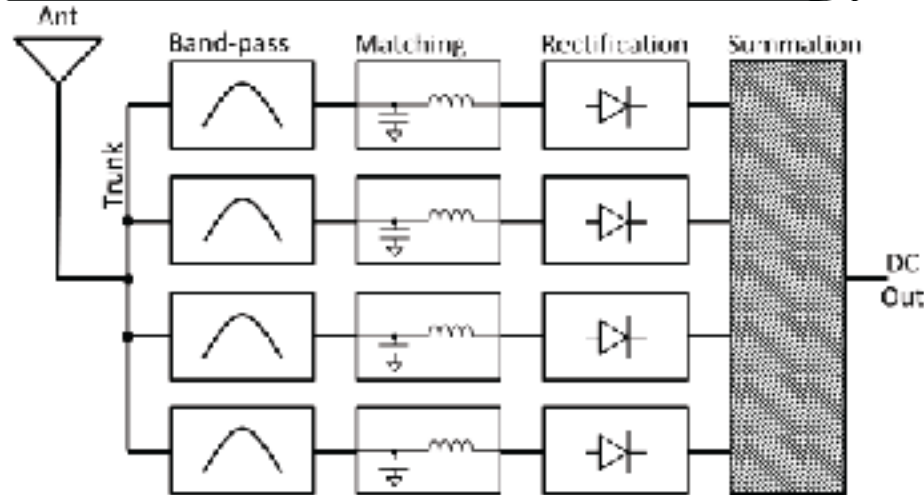 Ant
Band-pass
Matching
Rectification
Summation
Trunk
DC
Out